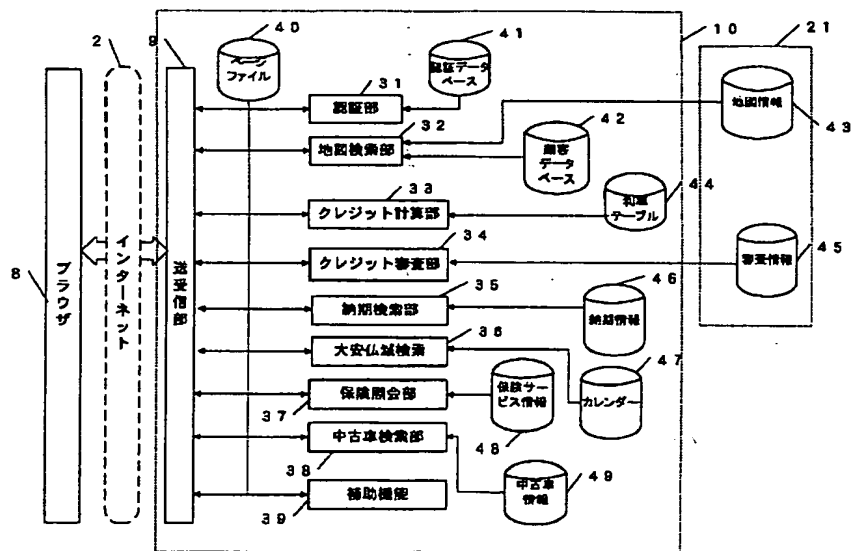 40
41
10
21
2
9
ページ
ファイル
認証データ
ベース
31
認証部
32
地図検索部
42
顧客
データ
ベース
地図情報
43
33
クレジット計算部
利率
テーブル
44
34
クレジット審査部
審査情報
45
8
ブラウザ
インターネット
送受信部
35
納期検索部
46
納期情報
36
大安仏滅検索
47
カレンダー
保険照会部
37
保険サー
ビス情報
48
中古車検索部
38
中古車
情報
49
補助機能
39